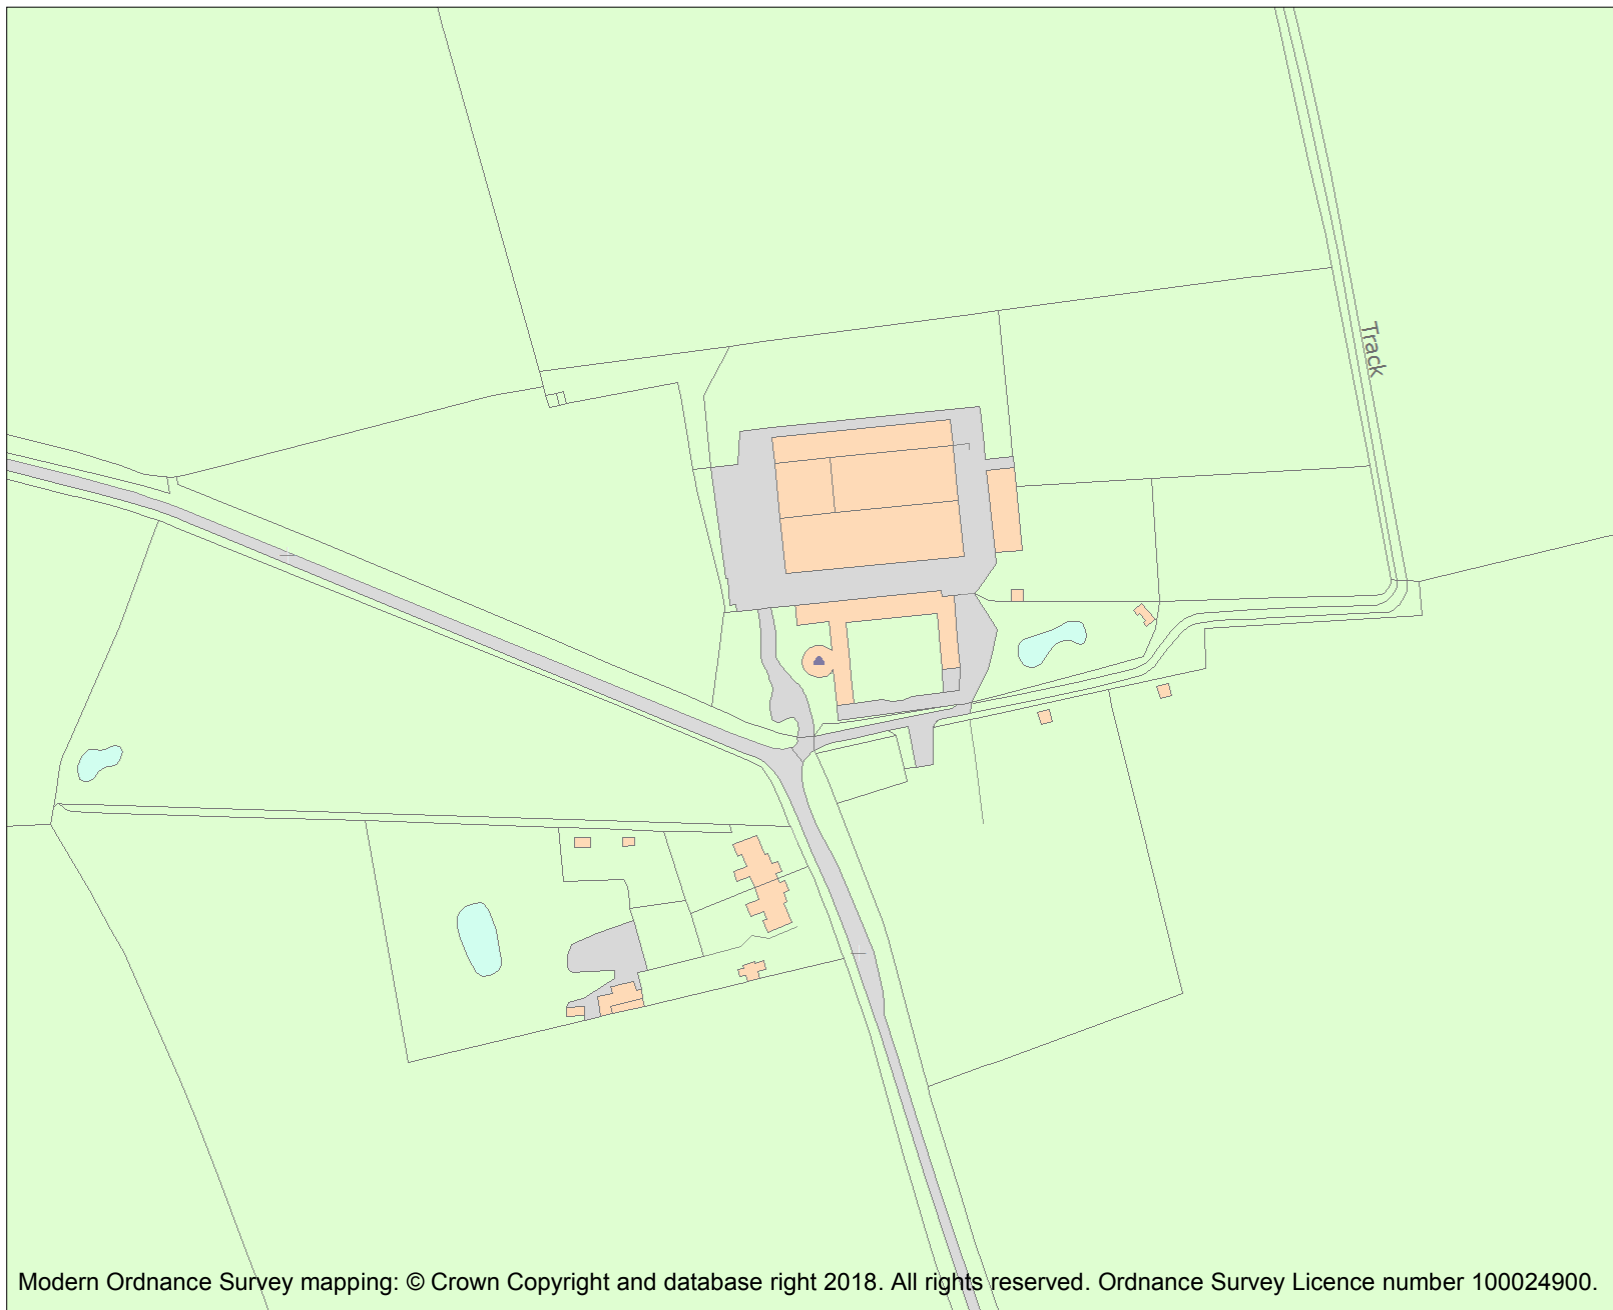 Track
Modern Ordnance Survey mapping: © Crown Copyright and database right 2018. All rights reserved. Ordnance Survey Licence number 100024900.